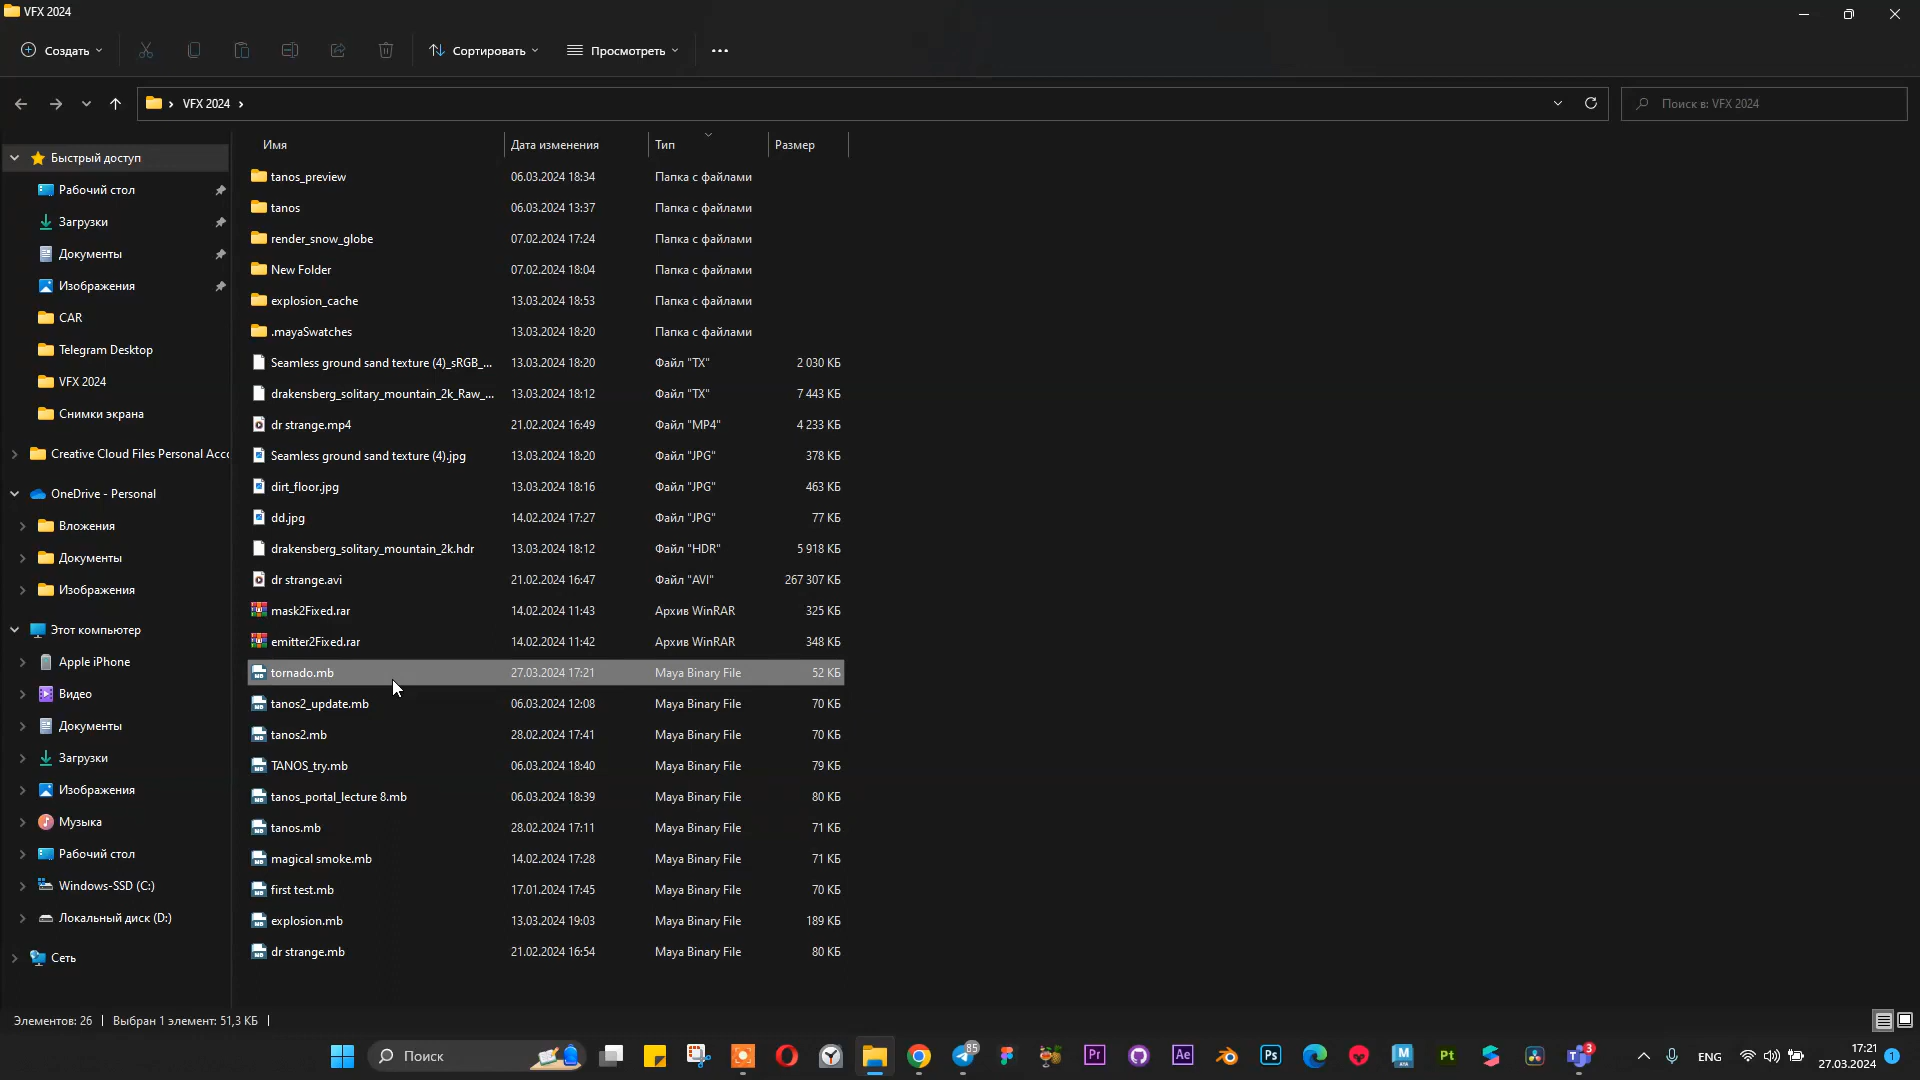 VFX 2024
Создать
Сортировать
Просмотреть
VFX 2024
Поиск в: VFX 2024
Имя Дата изменения Тип Размер
Быстрый доступ
Рабочий стол
Загрузки
Документы
Изображения
CAR
Telegram Desktop
VFX 2024
Снимки экрана
Creative Cloud Files Personal Acco
OneDrive - Personal
Вложения
Документы
Изображения
Этот компьютер
Apple iPhone
Видео
Документы
Загрузки
Изображения
Музыка
Рабочий стол
Windows-SSD (C:)
Локальный диск (D:)
Сеть
tanos_preview 06.03.2024 18:34 Папка с файлами
tanos 06.03.2024 13:37 Папка с файлами
render_snow_globe 07.02.2024 17:24 Папка с файлами
New Folder 07.02.2024 18:04 Папка с файлами
explosion_cache 13.03.2024 18:53 Папка с файлами
.mayaSwatches 13.03.2024 18:20 Папка с файлами
Seamless ground sand texture (4)_sRGB_... 13.03.2024 18:20 Файл "TX" 2 030 КБ
drakensberg_solitary_mountain_2k_Raw_... 13.03.2024 18:12 Файл "TX" 7 443 КБ
dr strange.mp4 21.02.2024 16:49 Файл "MP4" 4 233 КБ
Seamless ground sand texture (4).jpg 13.03.2024 18:20 Файл "JPG" 378 КБ
dirt_floor.jpg 13.03.2024 18:16 Файл "JPG" 463 КБ
dd.jpg 14.02.2024 17:27 Файл "JPG" 77 КБ
drakensberg_solitary_mountain_2k.hdr 13.03.2024 18:12 Файл "HDR" 5 918 КБ
dr strange.avi 21.02.2024 16:47 Файл "AVI" 267 307 КБ
mask2Fixed.rar 14.02.2024 11:43 Архив WinRAR 325 КБ
emitter2Fixed.rar 14.02.2024 11:42 Архив WinRAR 348 КБ
tornado.mb 27.03.2024 17:21 Maya Binary File 52 КБ
tanos2_update.mb 06.03.2024 12:08 Maya Binary File 70 КБ
tanos2.mb 28.02.2024 17:41 Maya Binary File 70 КБ
TANOS_try.mb 06.03.2024 18:40 Maya Binary File 79 КБ
tanos_portal_lecture 8.mb 06.03.2024 18:39 Maya Binary File 80 КБ
tanos.mb 28.02.2024 17:11 Maya Binary File 71 КБ
magical smoke.mb 14.02.2024 17:28 Maya Binary File 71 КБ
first test.mb 17.01.2024 17:45 Maya Binary File 70 КБ
explosion.mb 13.03.2024 19:03 Maya Binary File 189 КБ
dr strange.mb 21.02.2024 16:54 Maya Binary File 80 КБ
Элементов: 26 Выбран 1 элемент: 51,3 КБ
Поиск
85
Pr
Ae
Ps
M
Pt
3
ENG
17:21
27.03.2024
1